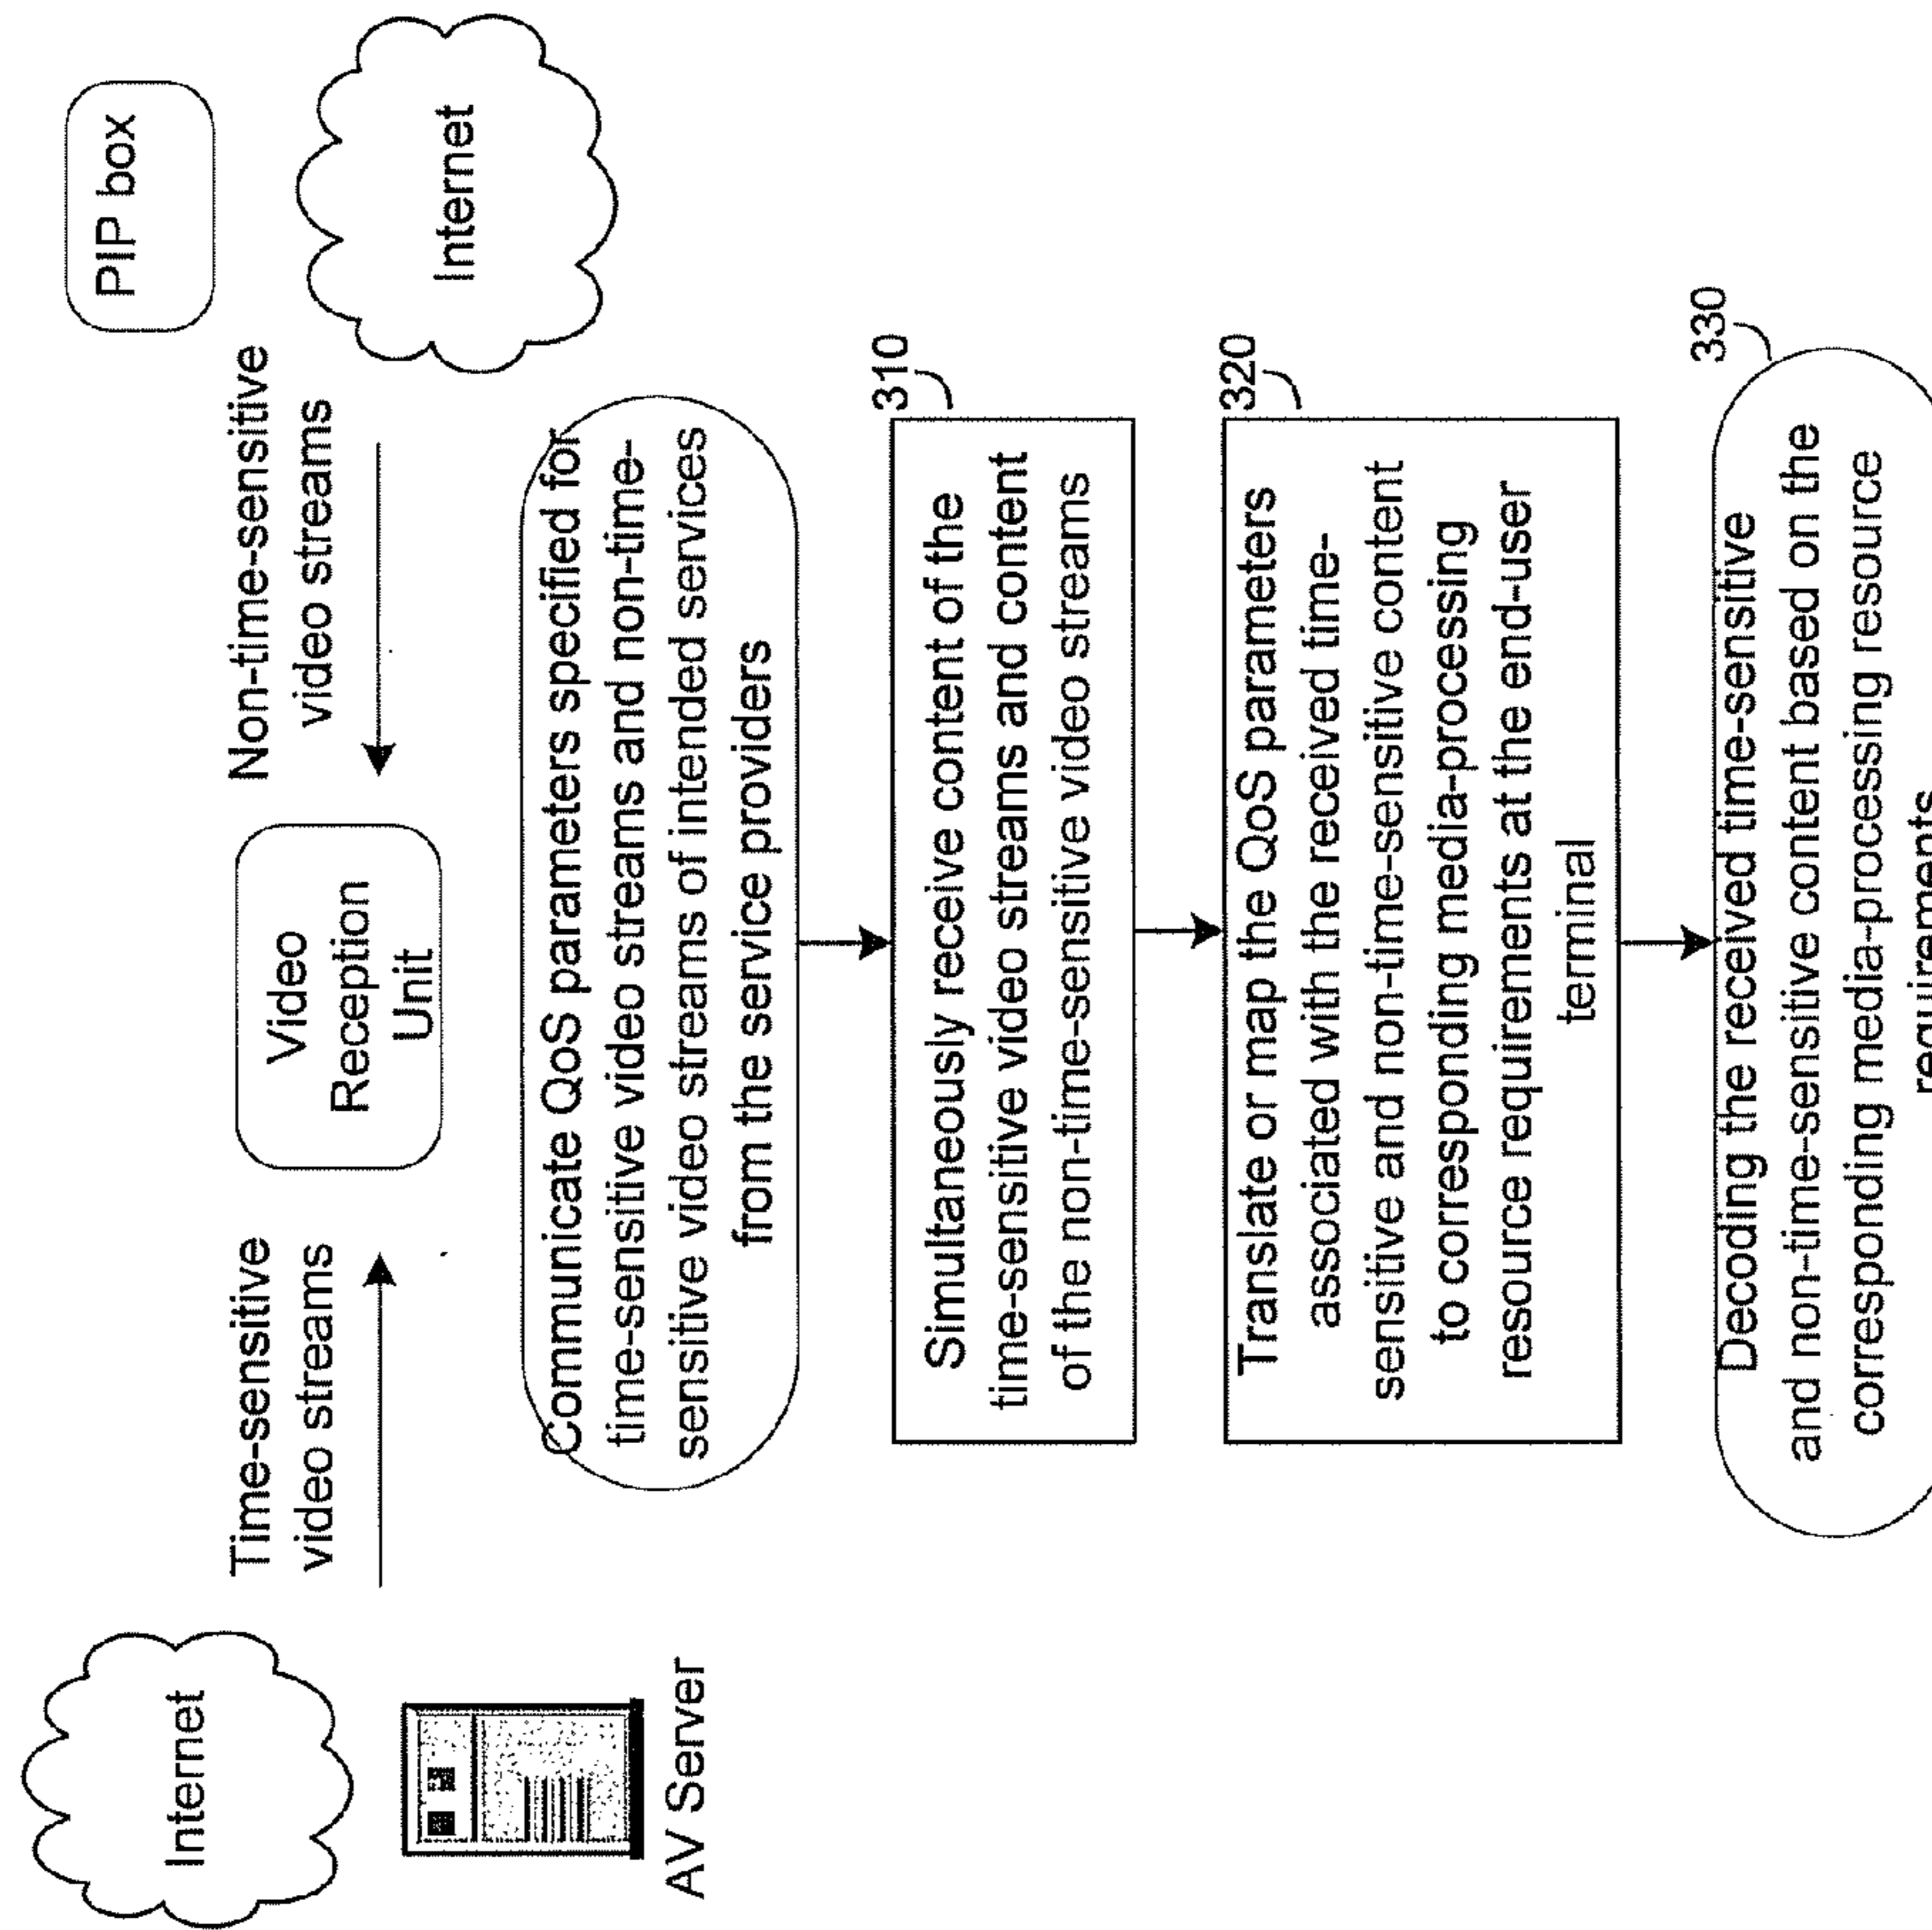 Internet
AV Server
Time-sensitive
video streams
Video
Reception
Unit
Non-time-sensitive
video streams
PIP box
Internet
Communicate QoS parameters specified for
time-sensitive video streams and non-time-
sensitive video streams of intended services
from the service providers
310
Simultaneously receive content of the
time-sensitive video streams and content
of the non-time-sensitive video streams
320
Translate or map the QoS parameters
associated with the received time-
sensitive and non-time-sensitive content
to corresponding media-processing
resource requirements at the end-user
terminal
330
Decoding the received time-sensitive
and non-time-sensitive content based on the
corresponding media-processing resource
requirements